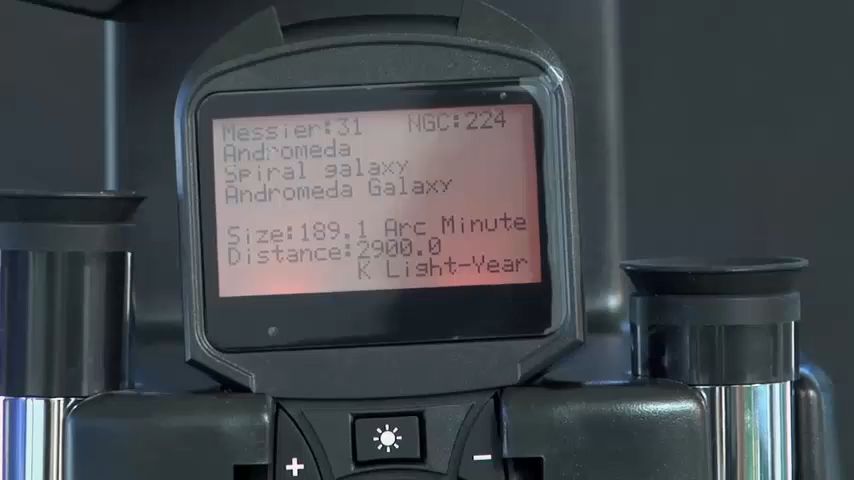 Messier:31 NGC:224
Andromeda
Spiral galaxy
Andromeda Galaxy
Size:189.1 Arc Minute
Distance:2900.0
K Light-Year
+ -